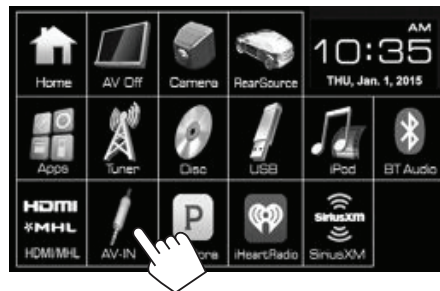 AM
10:35
THU, Jan. 1, 2015
Home AV Off Camera RearSource
Apps Tuner Disc USB iPod BT Audio
HDMI
MHL
P
SiriusXM
HDMI/MHL AV-IN iHeartRadio SiriusXM